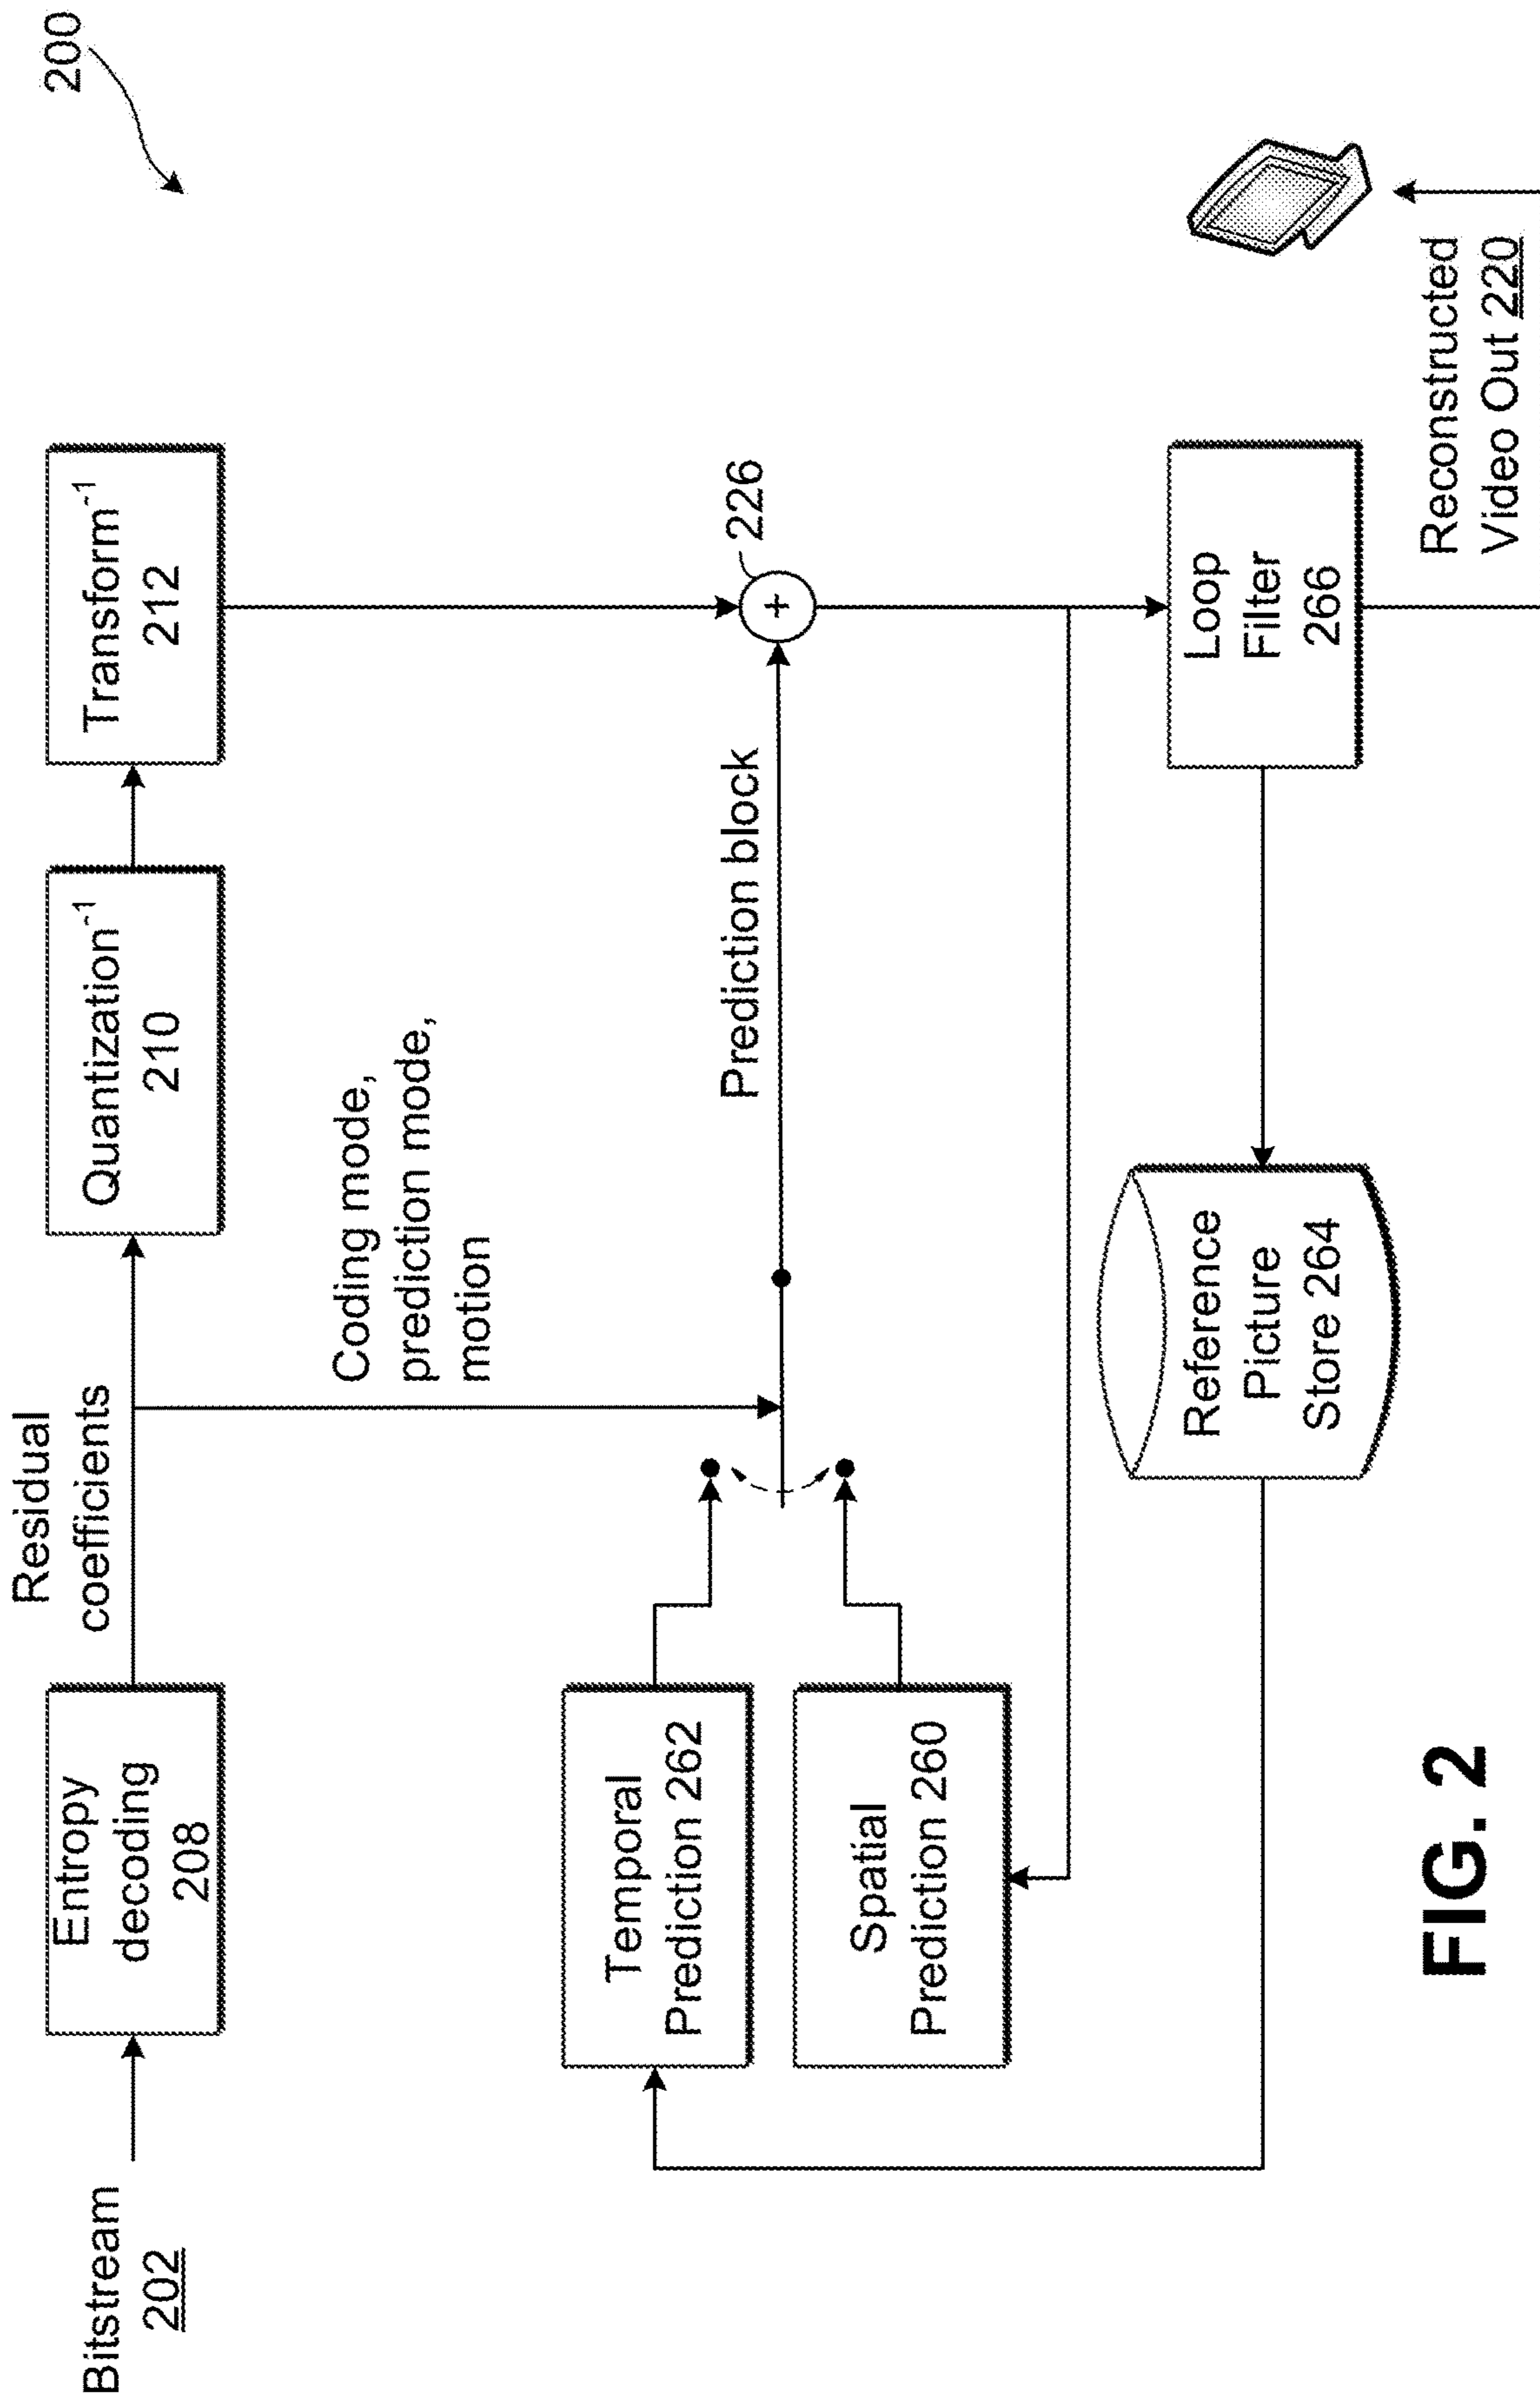 200
Bitstream
202
Entropy
decoding
208
Residual
coefficients
Quantization-1
210
Transform-1
212
Coding mode,
prediction mode,
motion
Temporal
Prediction 262
Spatial
Prediction 260
Prediction block
226
+
Reference
Picture
Store 264
Loop
Filter
266
Reconstructed
Video Out 220
FIG. 2